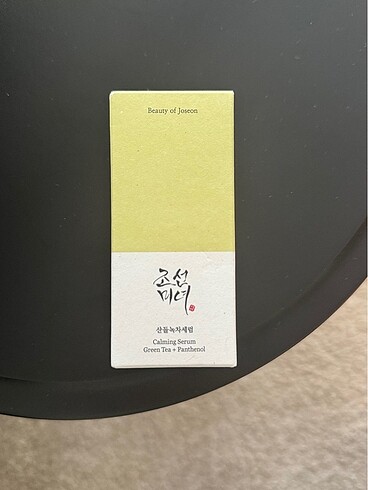 Beauty of Joseon
조선
미녀
산들녹차세럼
Calming Serum
Green Tea + Panthenol